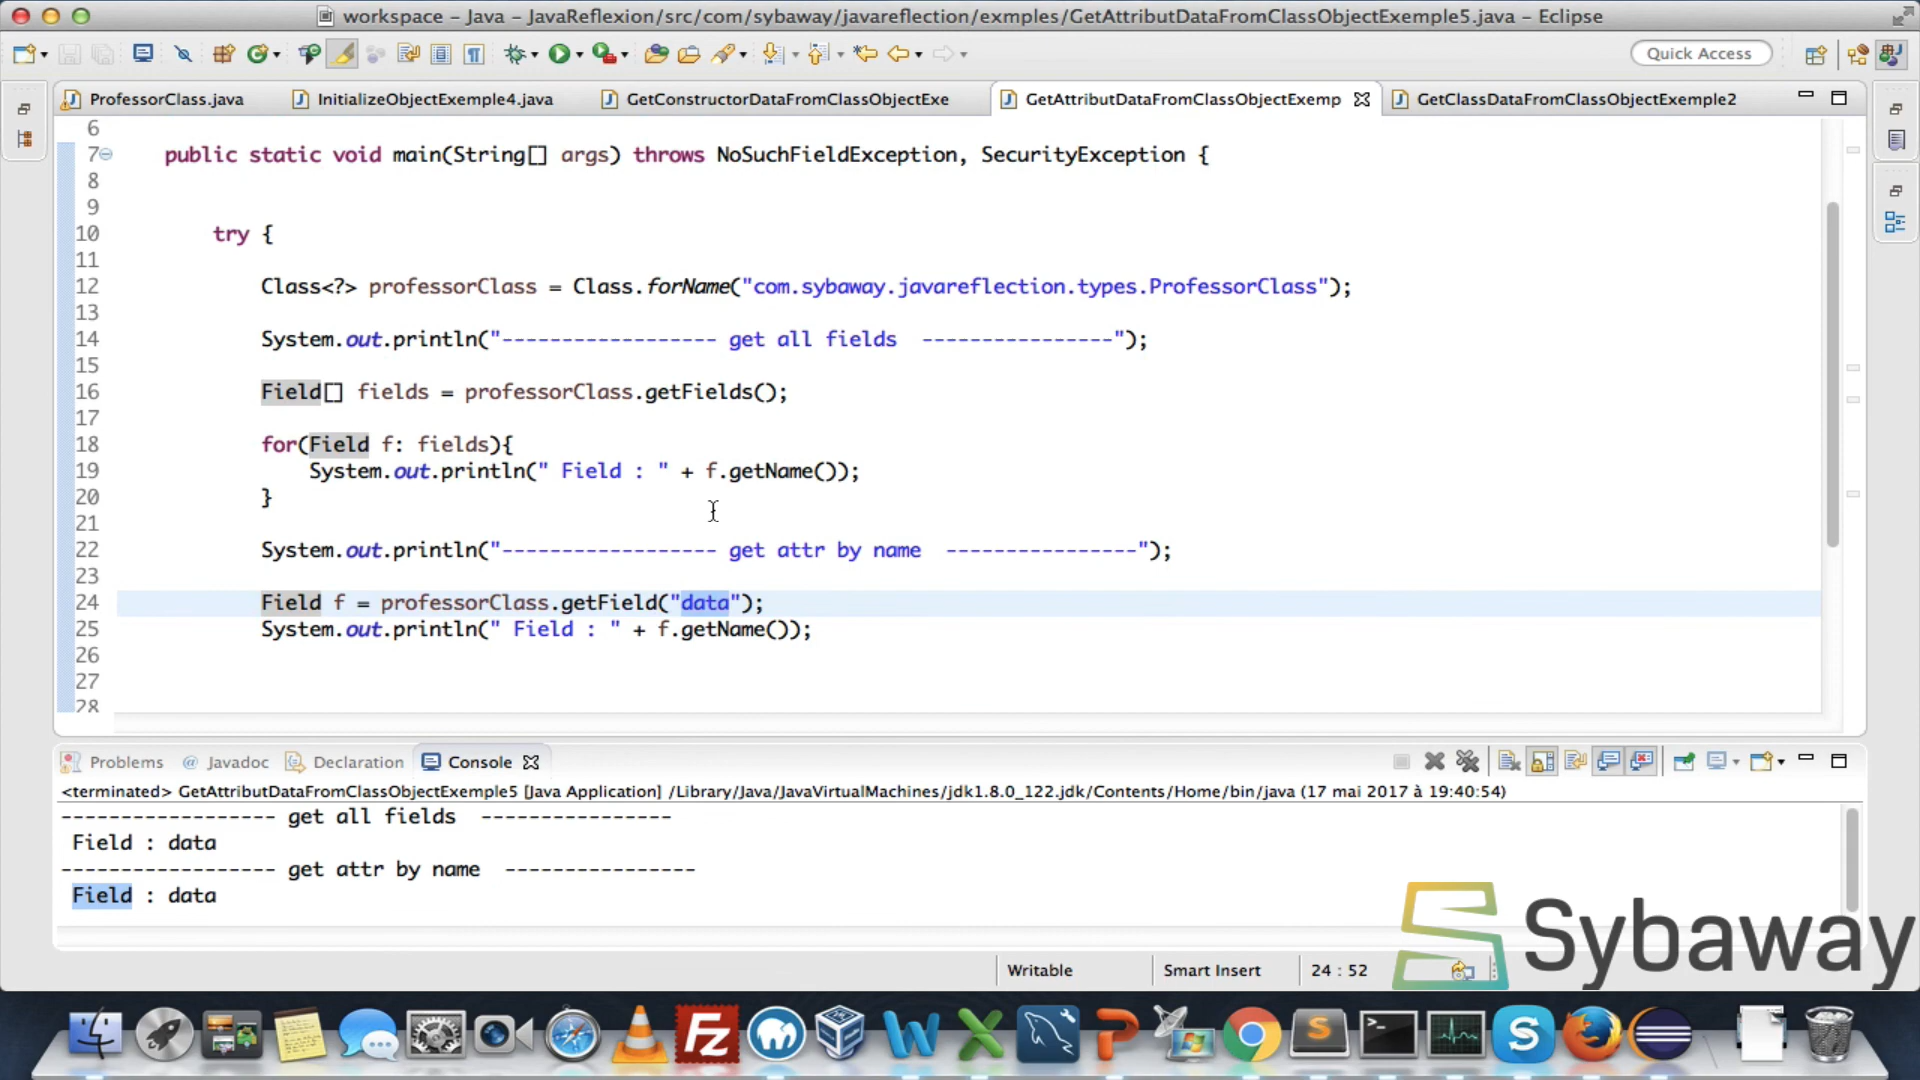 workspace – Java – JavaReflexion/src/com/sybaway/javareflection/exmples/GetAttributDataFromClassObjectExemple5.java – Eclipse
Quick Access
ProfessorClass.java InitializeObjectExemple4.java GetConstructorDataFromClassObjectExe GetAttributDataFromClassObjectExemp GetClassDataFromClassObjectExemple2
6
7 public static void main(String[] args) throws NoSuchFieldException, SecurityException {
8
9
10 try {
11
12 Class<?> professorClass = Class.forName("com.sybaway.javareflection.types.ProfessorClass");
13
14 System.out.println("------------------ get all fields  ----------------");
15
16 Field[] fields = professorClass.getFields();
17
18 for(Field f: fields){
19 System.out.println(" Field : " + f.getName());
20 }
21
22 System.out.println("------------------ get attr by name  ----------------");
23
24 Field f = professorClass.getField("data");
25 System.out.println(" Field : " + f.getName());
26
27
28
Problems @ Javadoc Declaration Console
<terminated> GetAttributDataFromClassObjectExemple5 [Java Application] /Library/Java/JavaVirtualMachines/jdk1.8.0_122.jdk/Contents/Home/bin/java (17 mai 2017 à 19:40:54)
------------------ get all fields  ----------------
Field : data
------------------ get attr by name  ----------------
Field : data
Sybaway
Writable Smart Insert 24 : 52